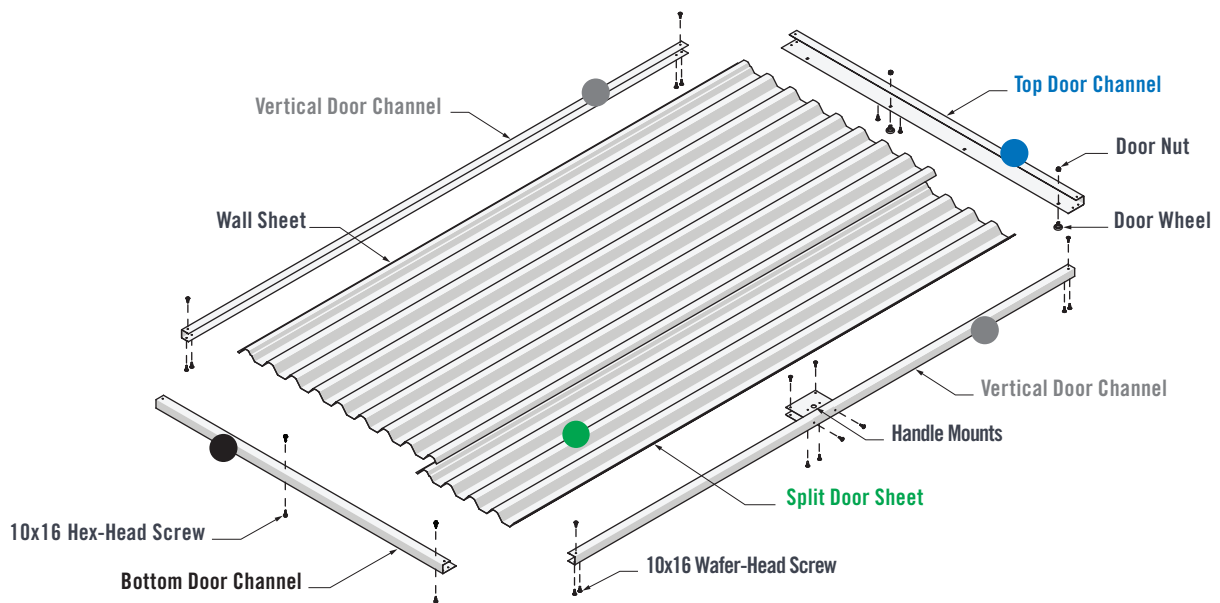 Top Door Channel
Vertical Door Channel
Door Nut
Wall Sheet
Door Wheel
Vertical Door Channel
Handle Mounts
Split Door Sheet
10x16 Hex-Head Screw
10x16 Wafer-Head Screw
Bottom Door Channel